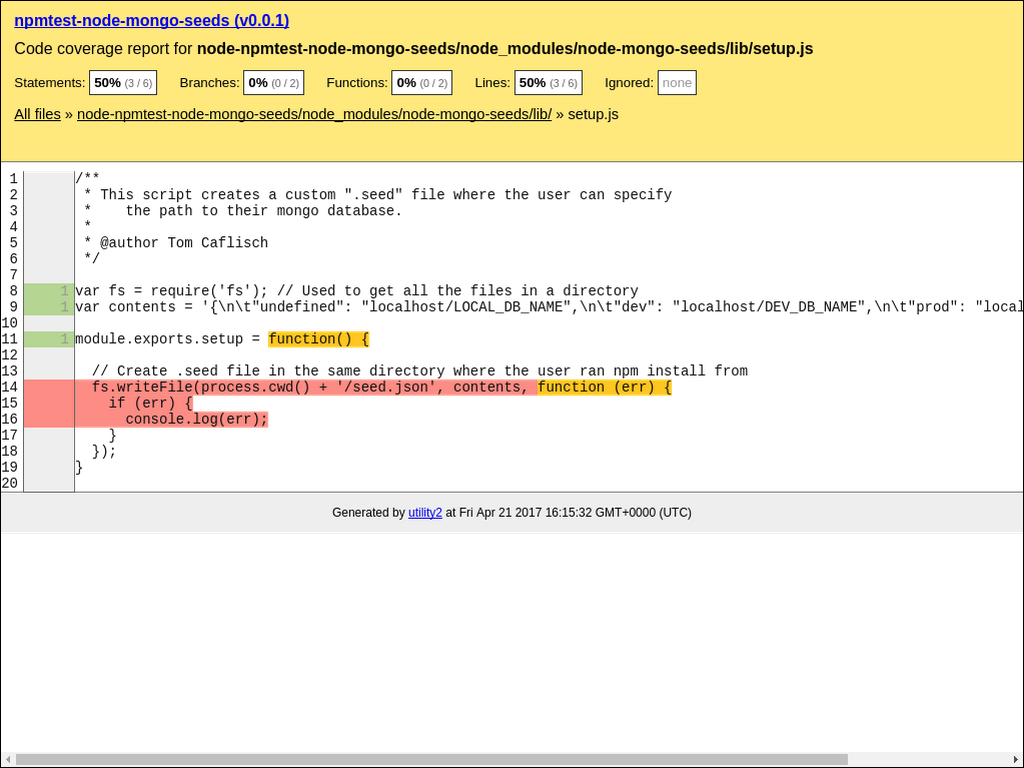 npmtest-node-mongo-seeds (v0.0.1)
Code coverage report for node-npmtest-node-mongo-seeds/node_modules/node-mongo-seeds/lib/setup.js
Statements: 50% (3 / 6) Branches: 0% (0 / 2) Functions: 0% (0 / 2) Lines: 50% (3 / 6) Ignored: none
All files » node-npmtest-node-mongo-seeds/node_modules/node-mongo-seeds/lib/ » setup.js
1 /**
2 * This script creates a custom ".seed" file where the user can specify
3 *    the path to their mongo database.
4 *
5 * @author Tom Caflisch
6 */
7
8 1 var fs = require('fs'); // Used to get all the files in a directory
9 1 var contents = '{\n\t"undefined": "localhost/LOCAL_DB_NAME",\n\t"dev": "localhost/DEV_DB_NAME",\n\t"prod": "local
10
11 1 module.exports.setup = function() {
12
13   // Create .seed file in the same directory where the user ran npm install from
14   fs.writeFile(process.cwd() + '/seed.json', contents, function (err) {
15     if (err) {
16       console.log(err);
17     }
18   });
19 }
20
Generated by utility2 at Fri Apr 21 2017 16:15:32 GMT+0000 (UTC)